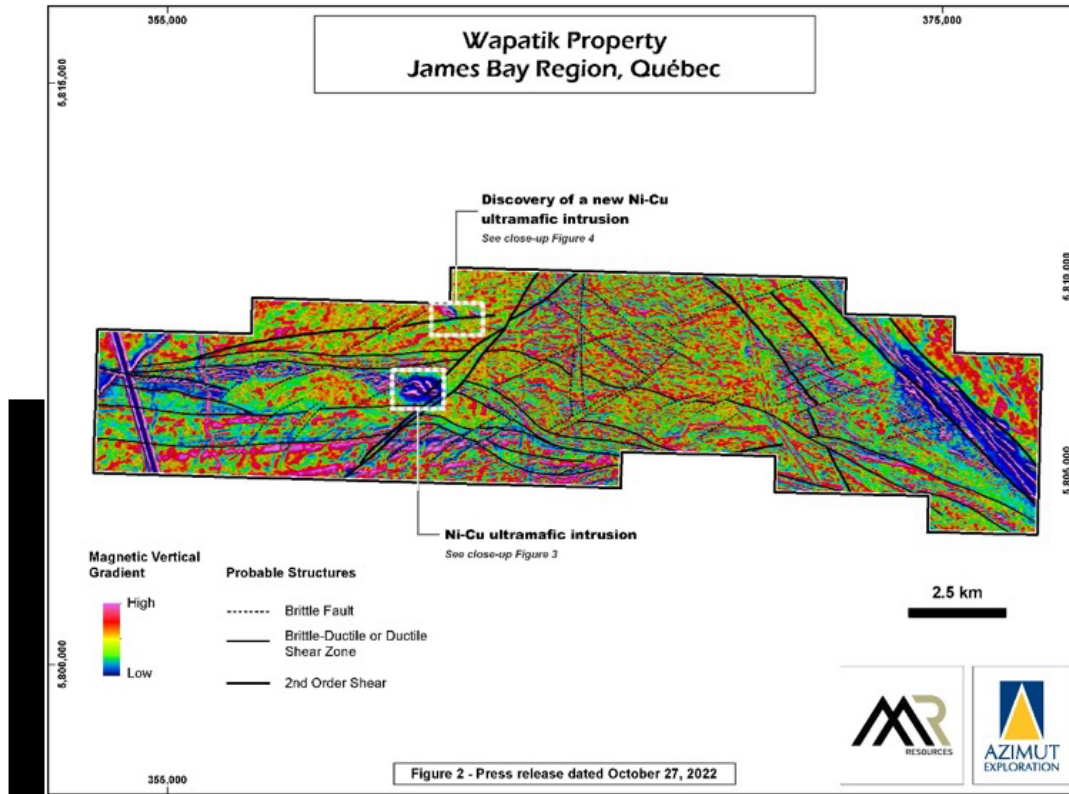 355,000
375,000
Wapatik Property
James Bay Region, Québec
5,815,000
Discovery of a new Ni-Cu
ultramafic intrusion
See close-up Figure 4
5,810,000
5,805,000
Ni-Cu ultramafic intrusion
See close-up Figure 3
Magnetic Vertical
Gradient
High
Low
Probable Structures
Brittle Fault
Brittle-Ductile or Ductile
Shear Zone
2nd Order Shear
2.5 km
5,800,000
MR
RESOURCES
AZIMUT
EXPLORATION
355,000
Figure 2 - Press release dated October 27, 2022